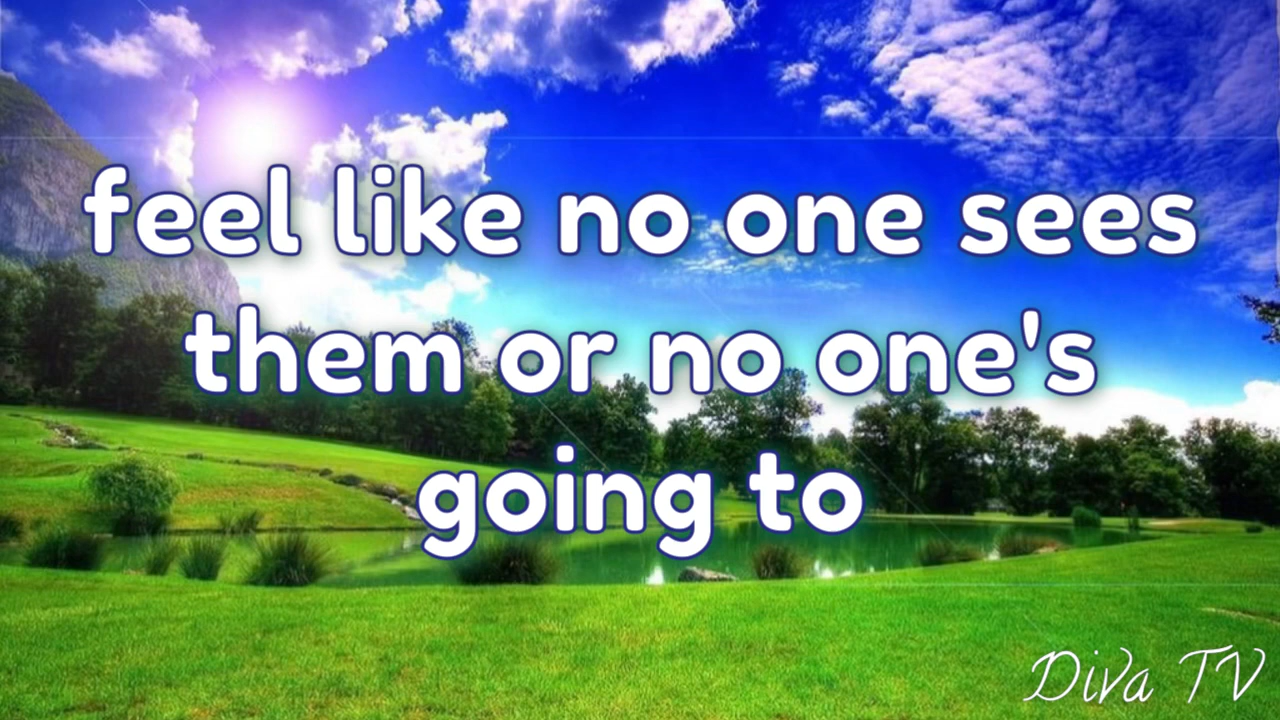 feel like no one sees
them or no one's
going to
Diva TV